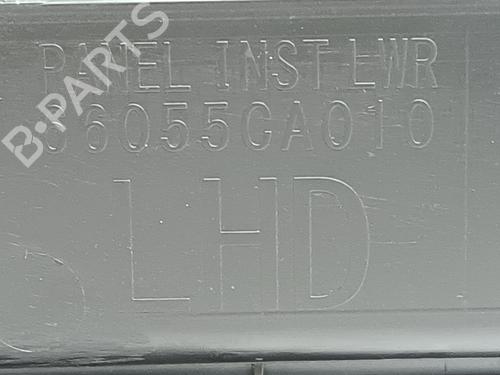 PANEL INST LWR
66055CA010
LHD
B-PARTS